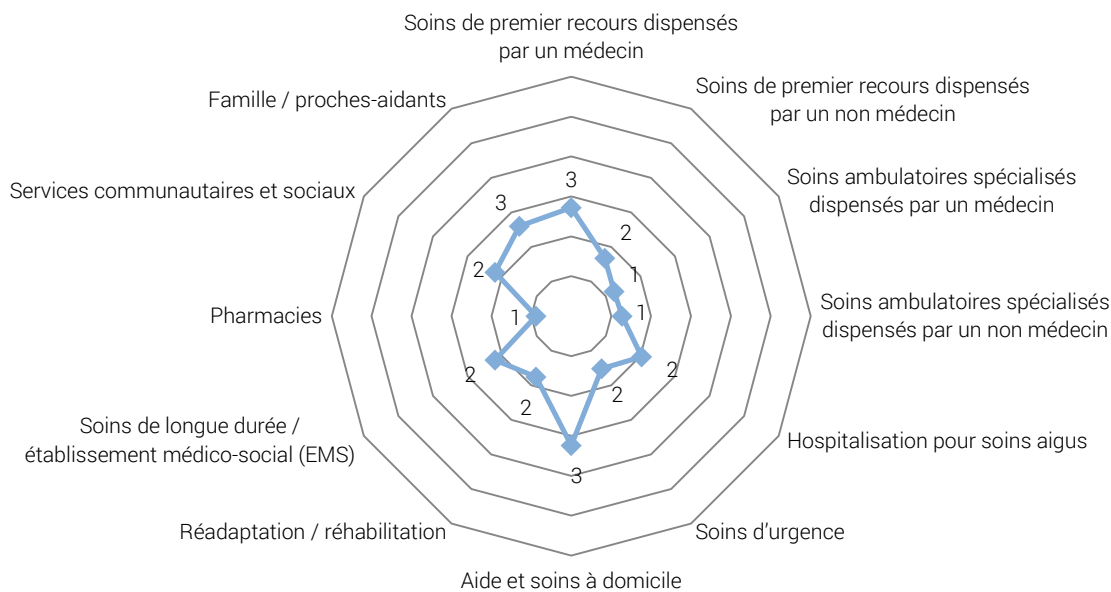 Soins de premier recours dispensés
par un médecin
Soins de premier recours dispensés
par un non médecin
Famille / proches-aidants
Soins ambulatoires spécialisés
dispensés par un médecin
Services communautaires et sociaux
3
3
2
1
2
Soins ambulatoires spécialisés
dispensés par un non médecin
Pharmacies
1
1
2
2
2
2
Soins de longue durée /
établissement médico-social (EMS)
Hospitalisation pour soins aigus
3
Réadaptation / réhabilitation
Soins d’urgence
Aide et soins à domicile